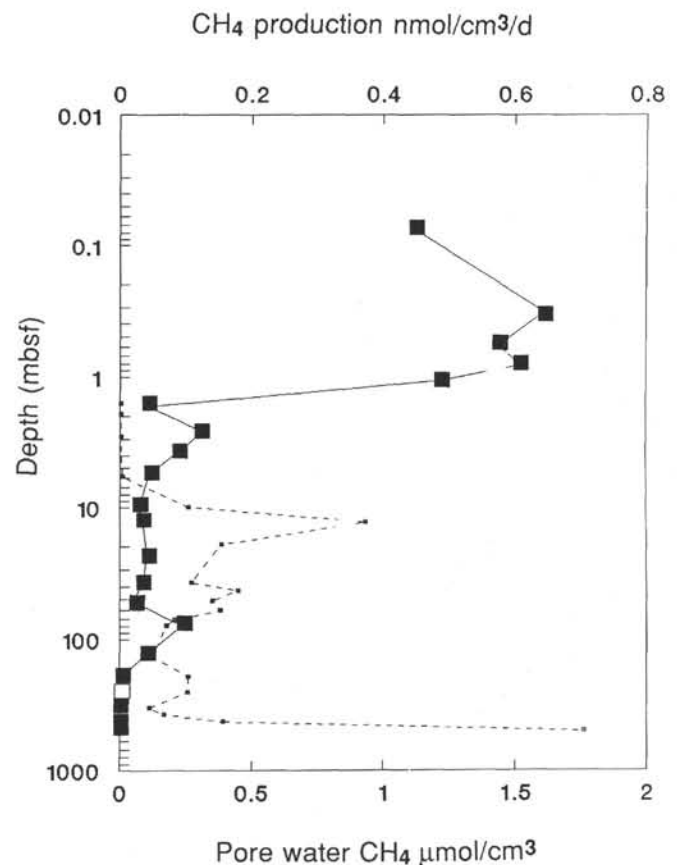 CH₄ production nmol/cm³/d
0 0.2 0.4 0.6 0.8
0.01
0.1
1
10
100
1000
Depth (mbsf)
0 0.5 1 1.5 2
Pore water CH₄ μmol/cm³